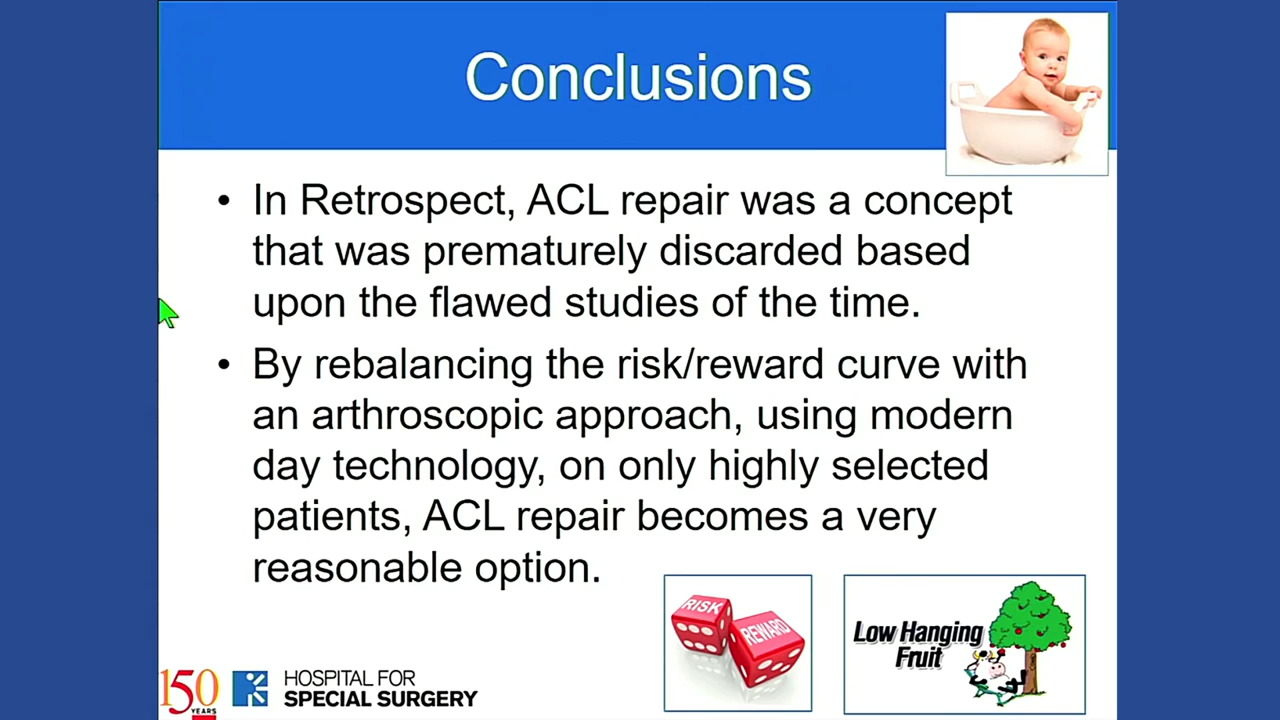 Conclusions
• In Retrospect, ACL repair was a concept
that was prematurely discarded based
upon the flawed studies of the time.
• By rebalancing the risk/reward curve with
an arthroscopic approach, using modern
day technology, on only highly selected
patients, ACL repair becomes a very
reasonable option.
RISK
REWARD
Low Hanging
Fruit
150
YEARS
HOSPITAL FOR
SPECIAL SURGERY